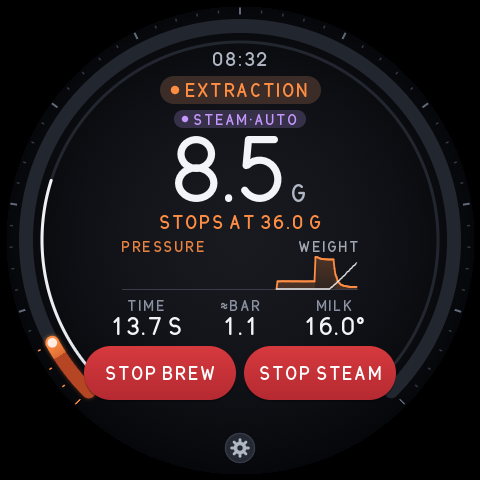 08:32
EXTRACTION
STEAM·AUTO
8.5 G
STOPS AT 36.0 G
PRESSURE WEIGHT
TIME ≈BAR MILK
13.7 S 1.1 16.0°
STOP BREW STOP STEAM